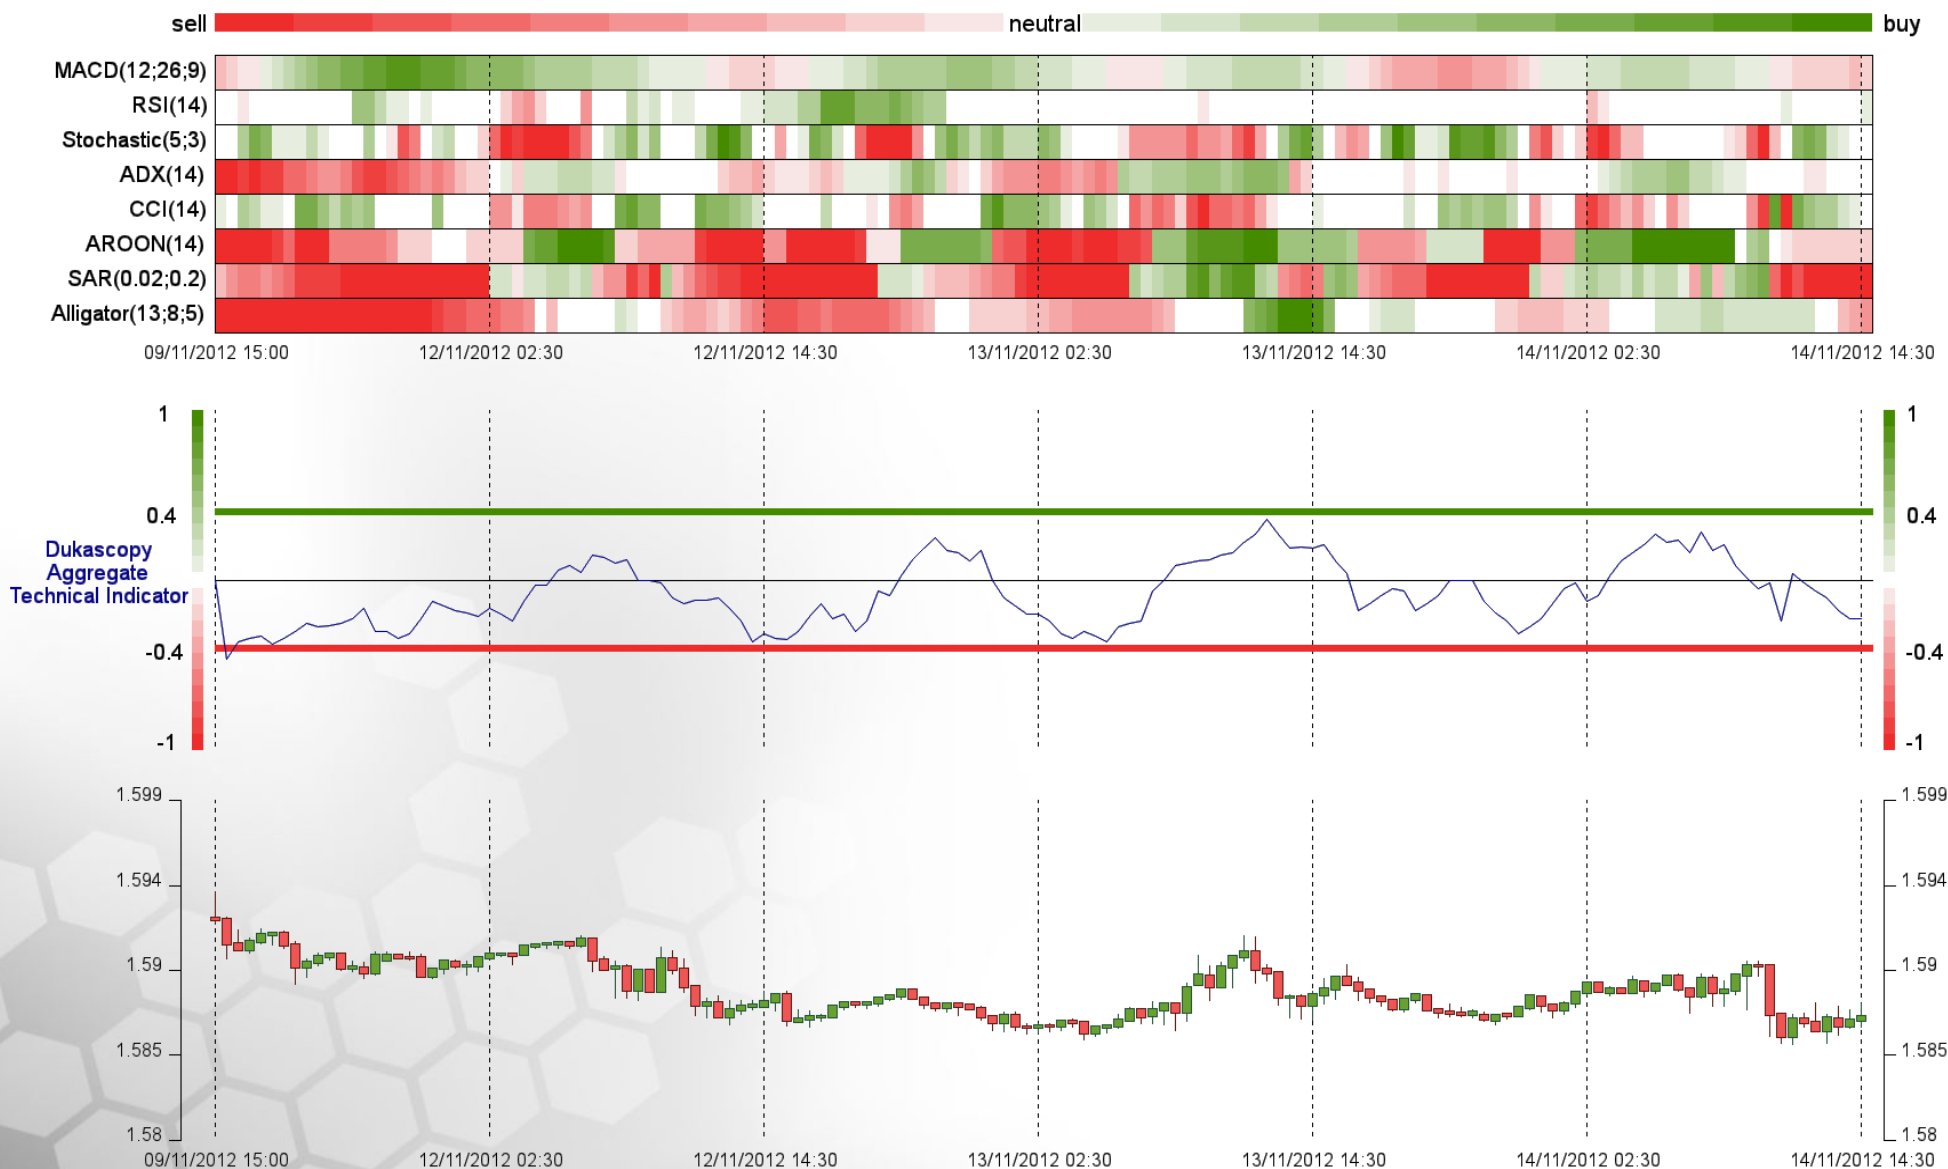 sell neutral buy
MACD(12;26;9)
RSI(14)
Stochastic(5;3)
ADX(14)
CCI(14)
AROON(14)
SAR(0.02;0.2)
Alligator(13;8;5)
09/11/2012 15:00 12/11/2012 02:30 12/11/2012 14:30 13/11/2012 02:30 13/11/2012 14:30 14/11/2012 02:30 14/11/2012 14:30
1 1
0.4 0.4
Dukascopy
Aggregate
Technical Indicator
-0.4 -0.4
-1 -1
1.599 1.599
1.594 1.594
1.59 1.59
1.585 1.585
1.58 1.58
09/11/2012 15:00 12/11/2012 02:30 12/11/2012 14:30 13/11/2012 02:30 13/11/2012 14:30 14/11/2012 02:30 14/11/2012 14:30